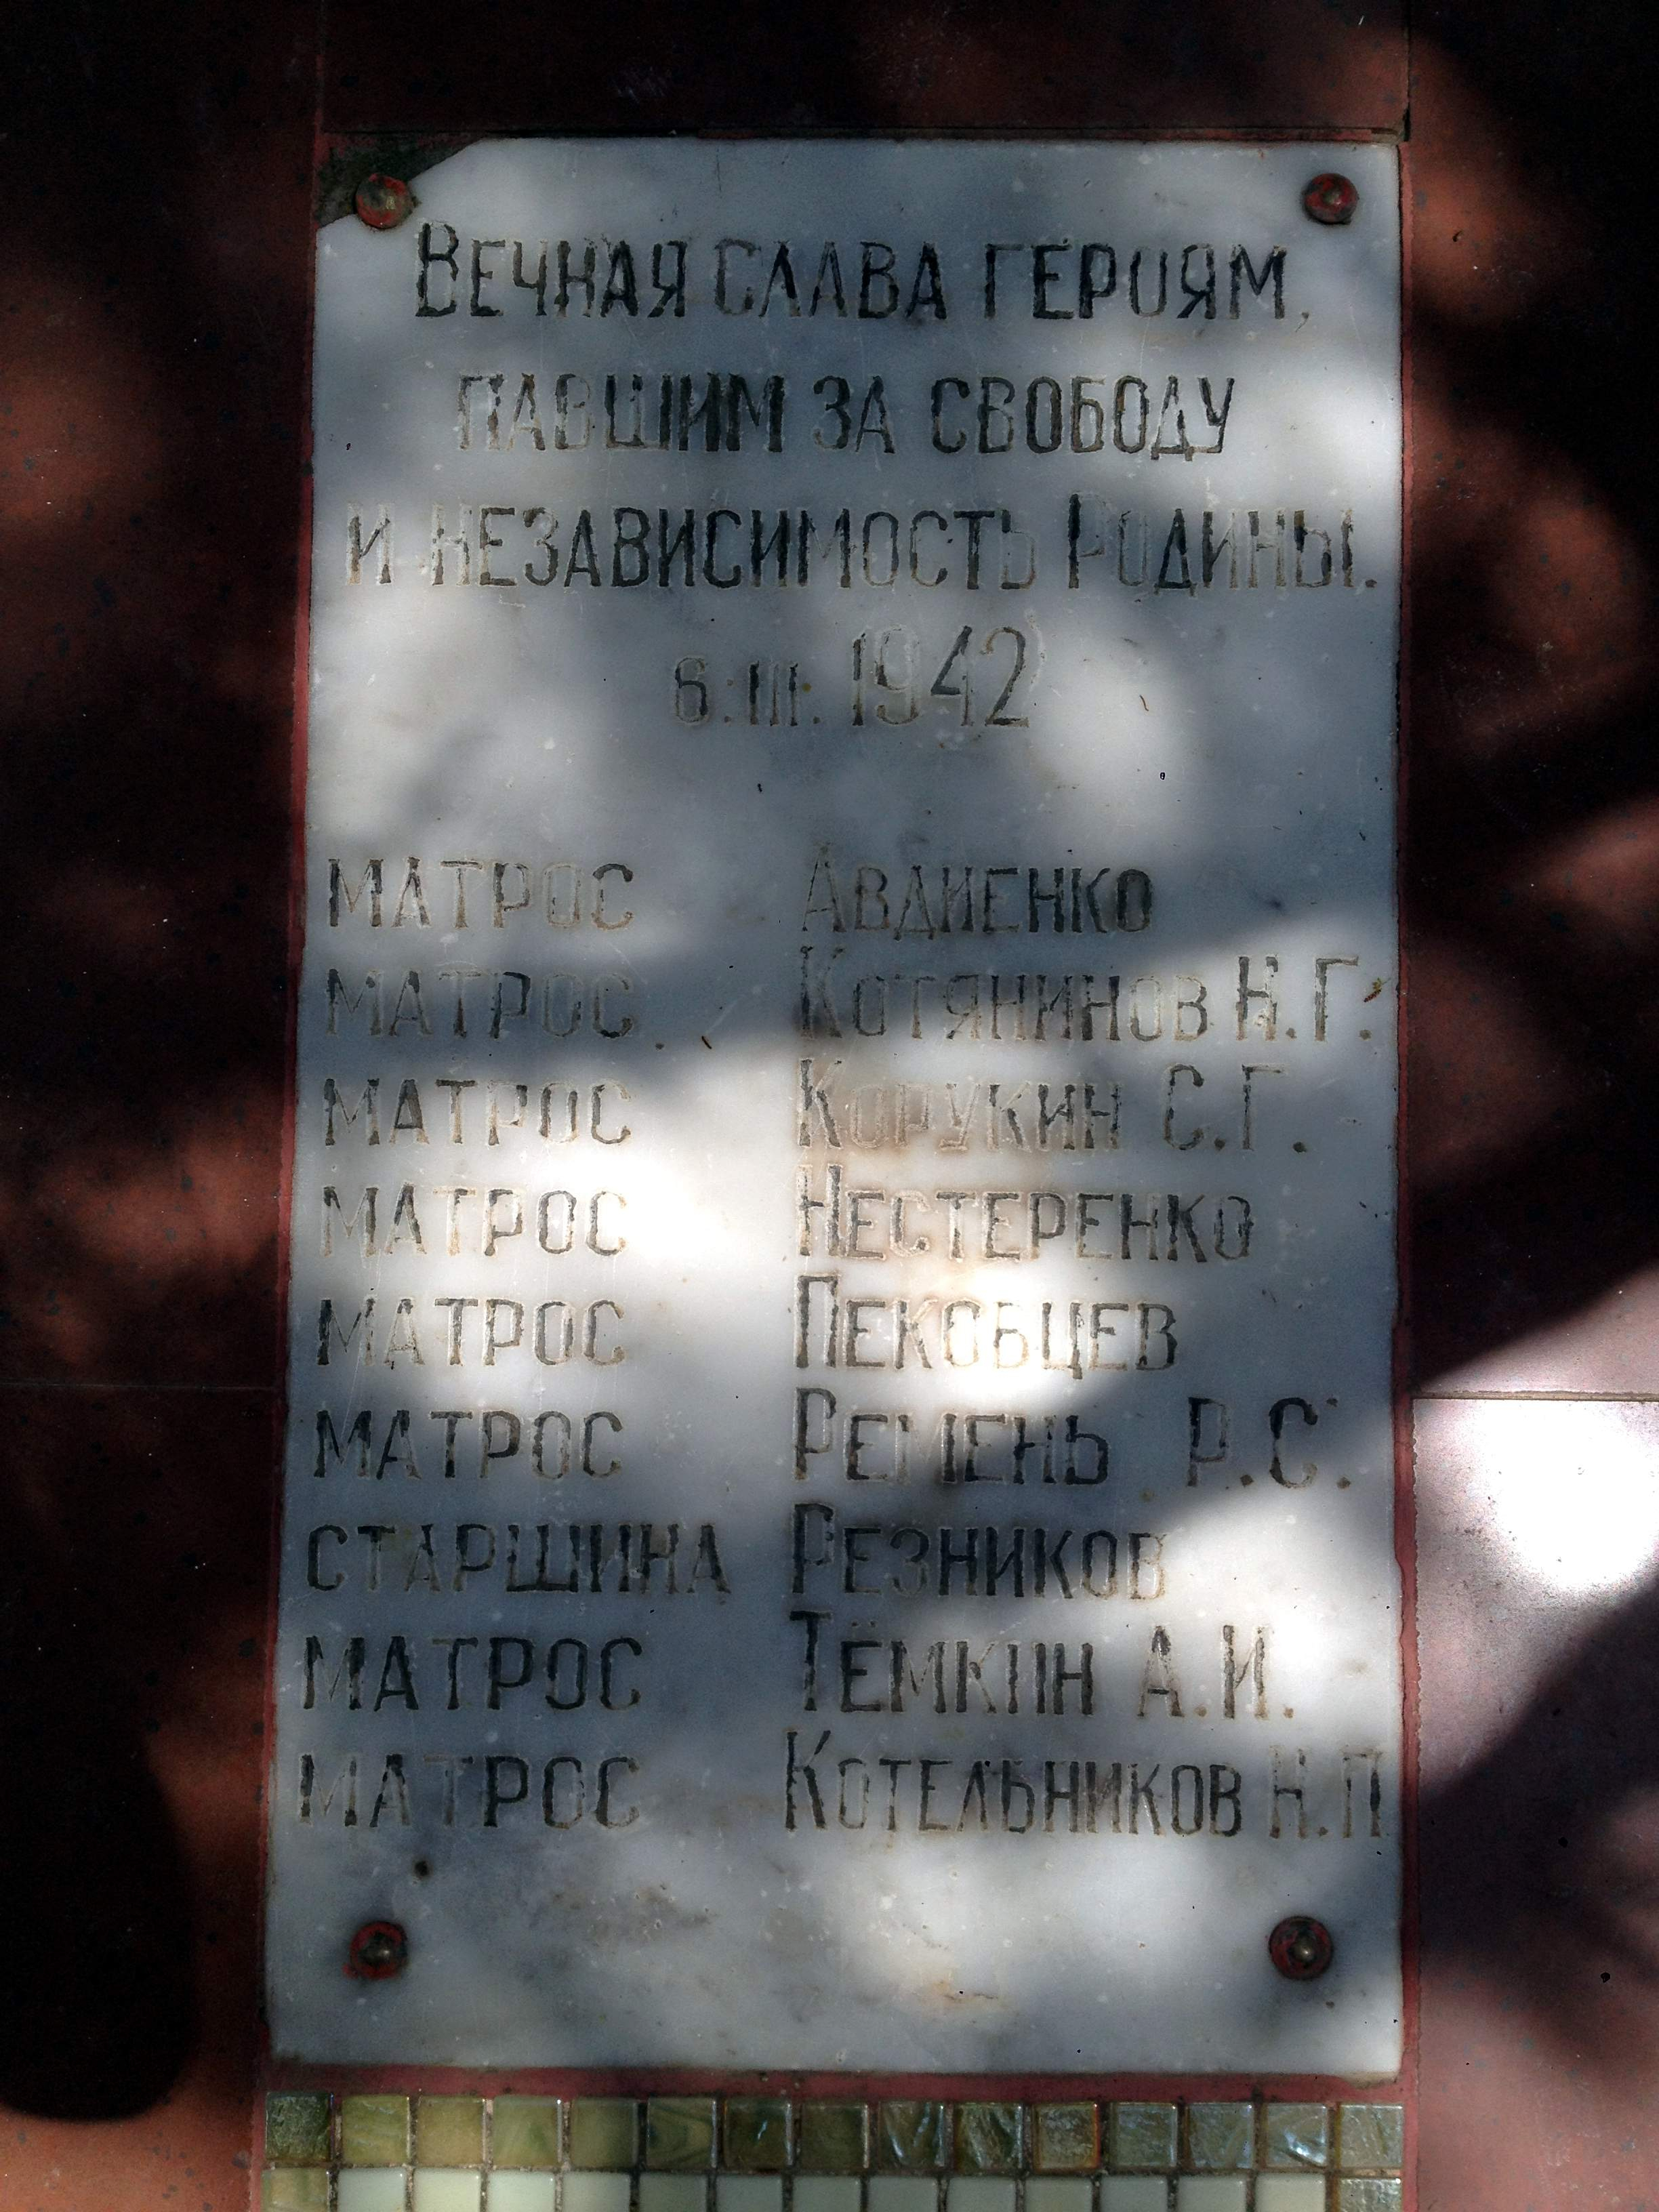 Вечная слава героям,
павшим за свободу
и независимость Родины.
6.III.1942
матрос Авдиенко
матрос Котянинов Н.Г.
матрос Корукин С.Г.
матрос Нестеренко
матрос Пекобцев
матрос Ремень Р.С.
старшина Резников
матрос Тёмкин А.И.
матрос Котельников Н.П